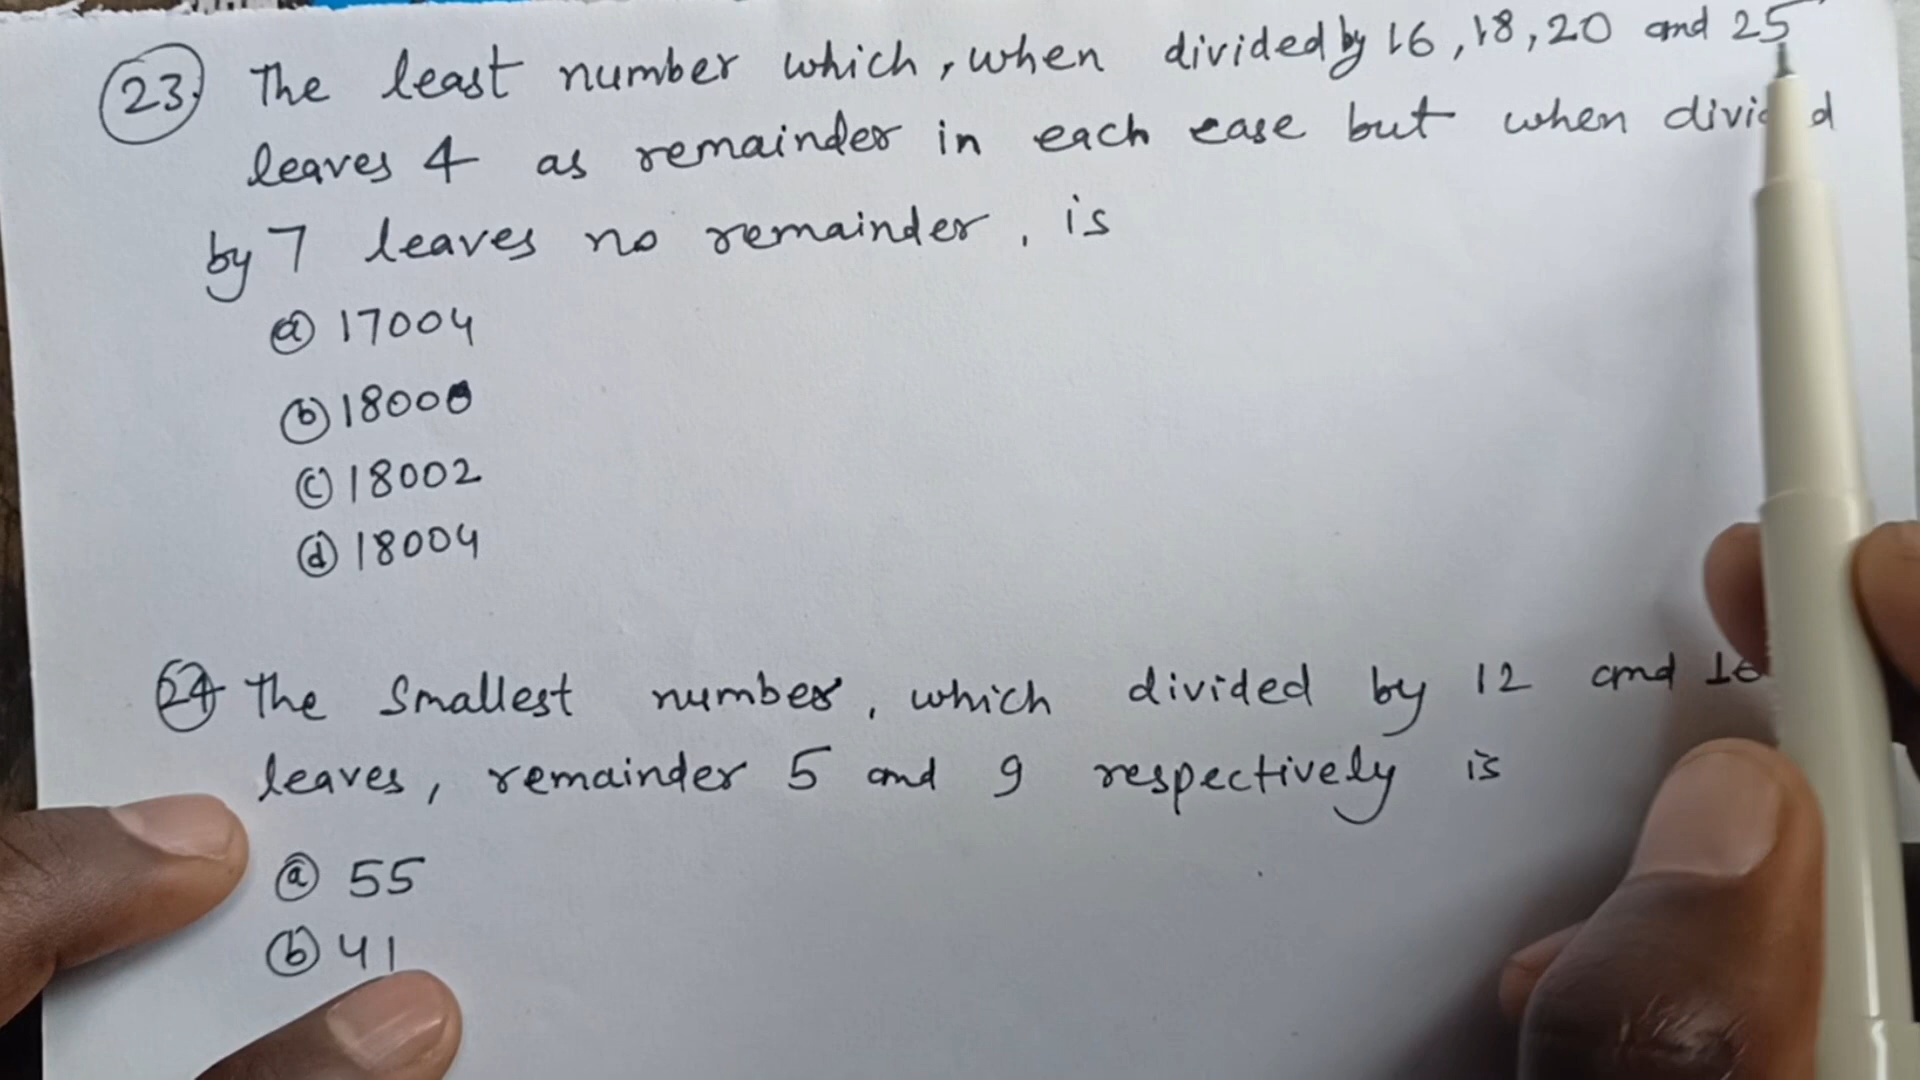 23. The least number which, when divided by 16, 18, 20 and 25
leaves 4 as remainder in each case but when divid d
by 7 leaves no remainder, is
(a) 17004
(b) 18000
(c) 18002
(d) 18004
24 The Smallest number, which divided by 12 and
leaves, remainder 5 and 9 respectively is
(a) 55
(b) 41